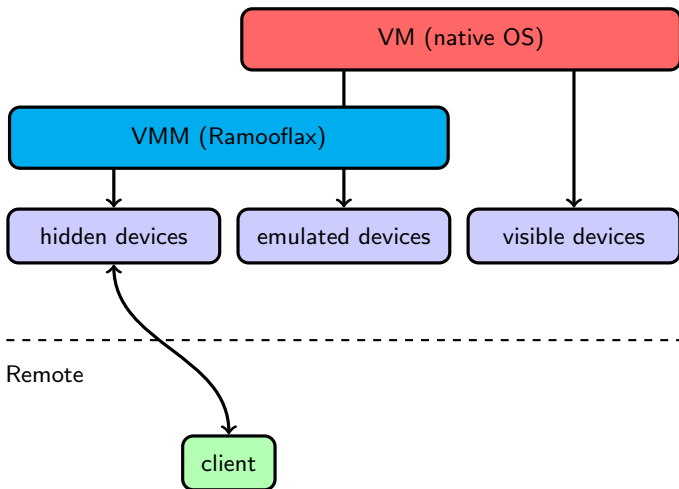 VM (native OS)
VMM (Ramooflax)
hidden devices
emulated devices
visible devices
Remote
client